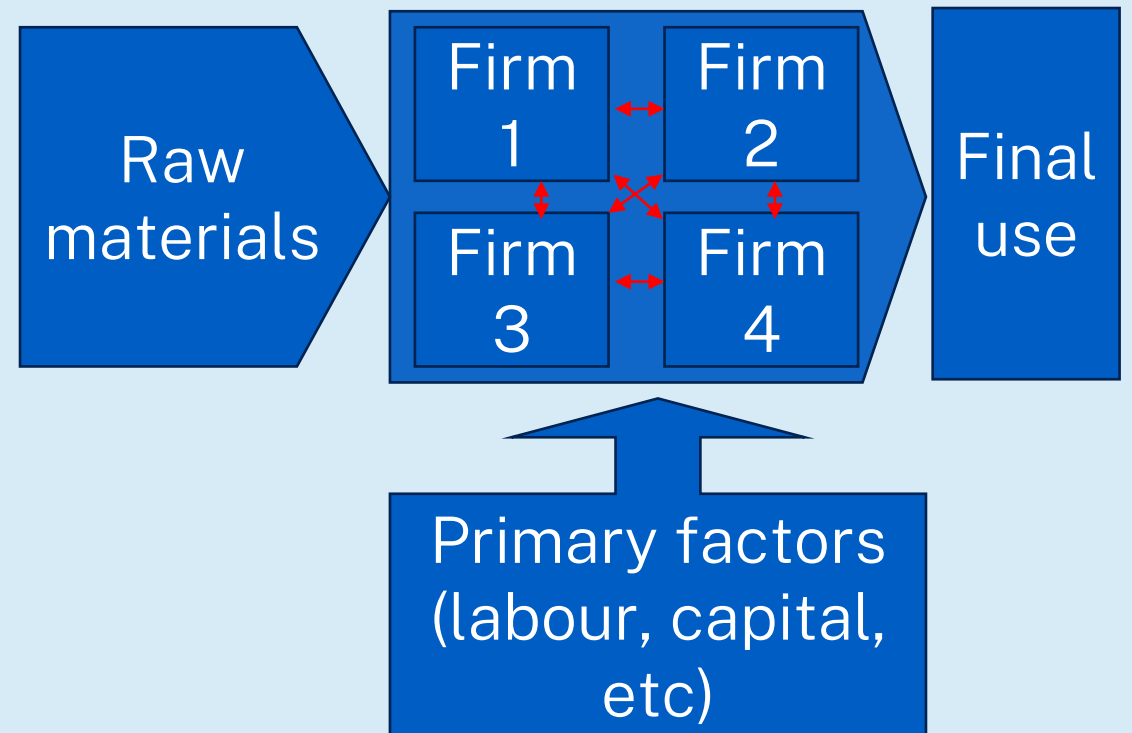 Raw
materials
Firm
1
Firm
2
Firm
3
Firm
4
Final
use
Primary factors
(labour, capital,
etc)